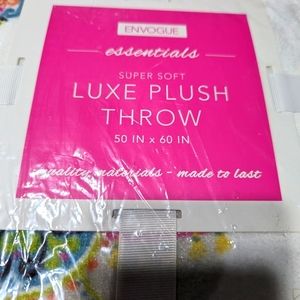 ENVOGUE
essentials
SUPER SOFT
LUXE PLUSH
THROW
50 IN x 60 IN
quality materials - made to last